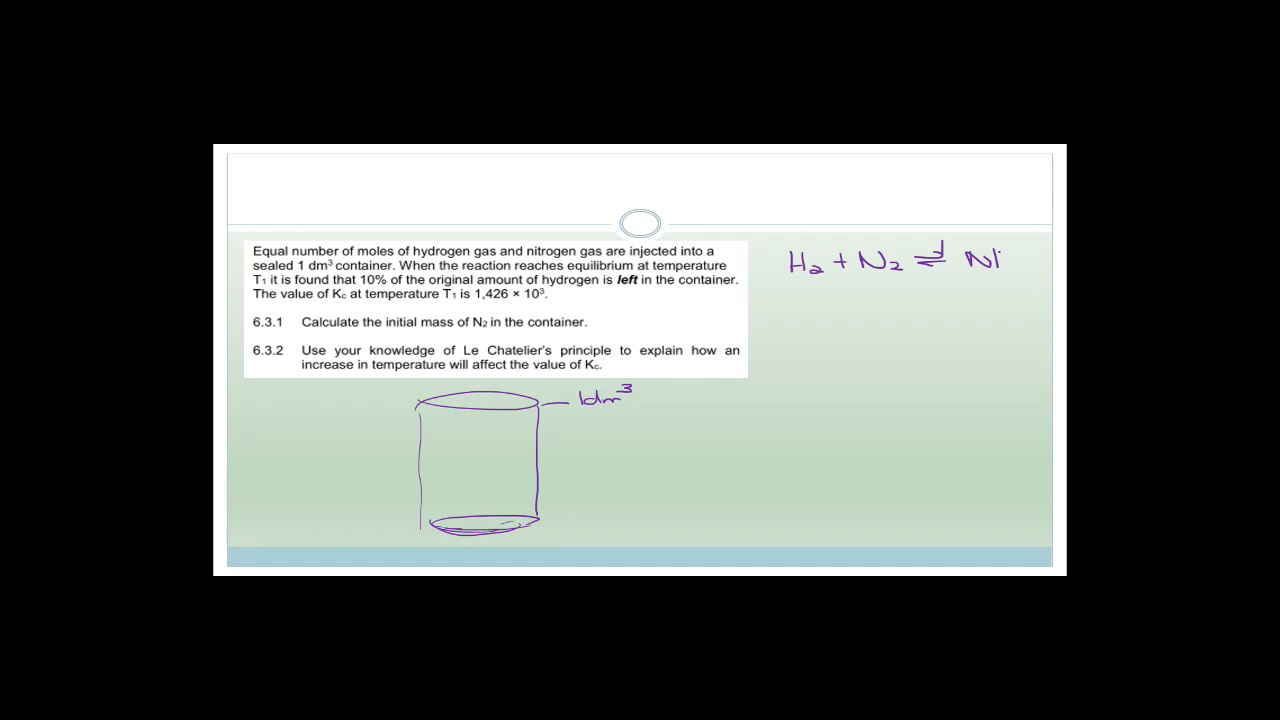 Equal number of moles of hydrogen gas and nitrogen gas are injected into a
sealed 1 dm³ container. When the reaction reaches equilibrium at temperature
T₁ it is found that 10% of the original amount of hydrogen is left in the container.
The value of Kc at temperature T₁ is 1,426 × 10³.
6.3.1 Calculate the initial mass of N₂ in the container.
6.3.2 Use your knowledge of Le Chatelier's principle to explain how an
increase in temperature will affect the value of Kc.
H₂ + N₂ ⇌
1dm³